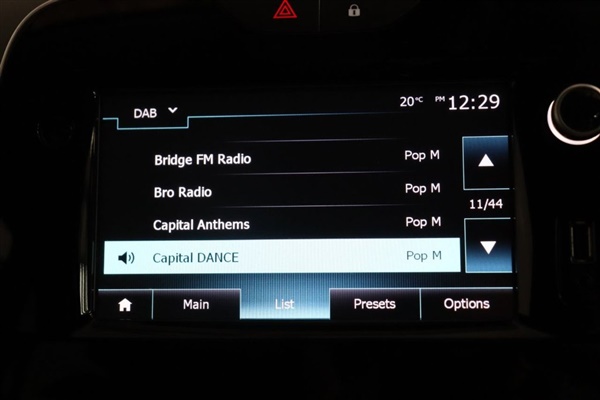 DAB 20°C PM 12:29
Bridge FM Radio Pop M
Bro Radio Pop M
11/44
Capital Anthems Pop M
Capital DANCE Pop M
Main List Presets Options